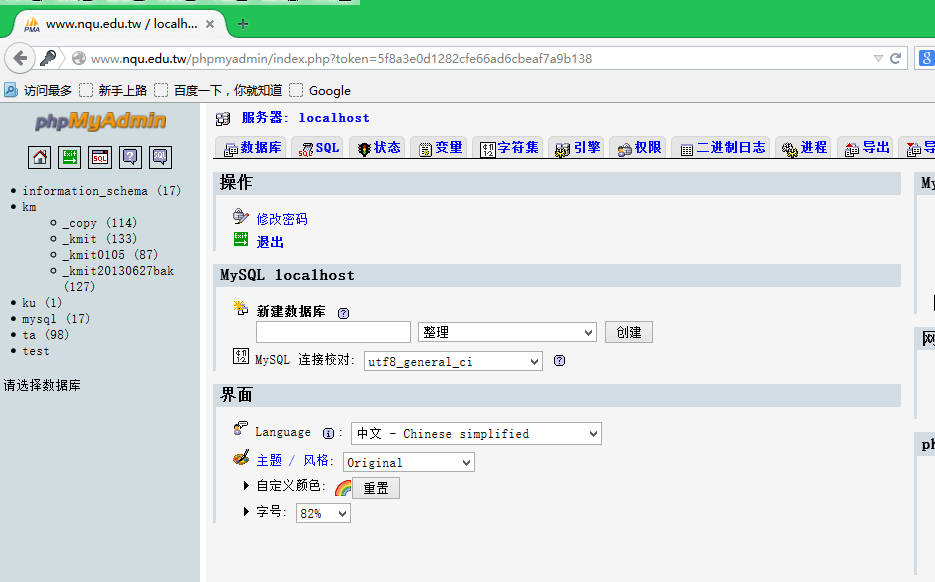 www.nqu.edu.tw / localh...
www.nqu.edu.tw/phpmyadmin/index.php?token=5f8a3e0d1282cfe66ad6cbeaf7a9b138
访问最多 新手上路 百度一下，你就知道 Google
phpMyAdmin
information_schema (17)
km
_copy (114)
_kmit (133)
_kmit0105 (87)
_kmit20130627bak
(127)
ku (1)
mysql (17)
ta (98)
test
请选择数据库
服务器: localhost
数据库 SQL 状态 变量 字符集 引擎 权限 二进制日志 进程 导出
操作
修改密码
退出
MySQL localhost
新建数据库
整理 创建
MySQL 连接校对: utf8_general_ci
界面
Language : 中文 - Chinese simplified
主题 / 风格: Original
自定义颜色: 重置
字号: 82%